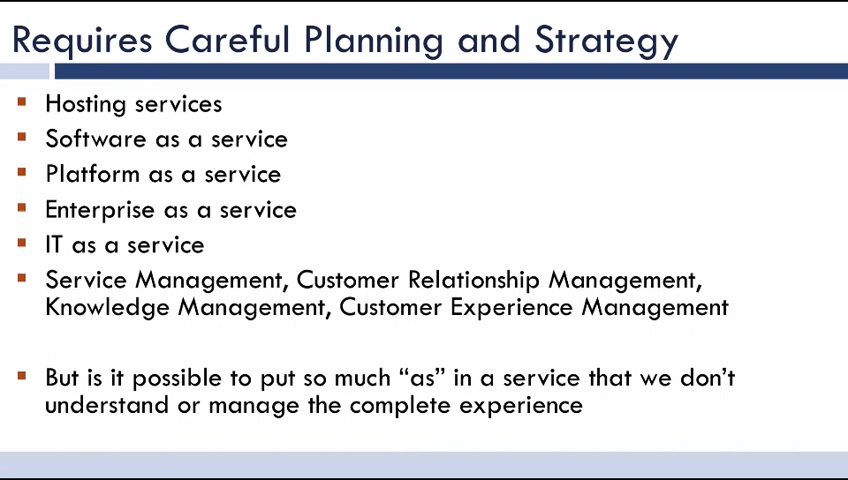 Requires Careful Planning and Strategy
Hosting services
Software as a service
Platform as a service
Enterprise as a service
IT as a service
Service Management, Customer Relationship Management,
Knowledge Management, Customer Experience Management
But is it possible to put so much “as” in a service that we don’t
understand or manage the complete experience